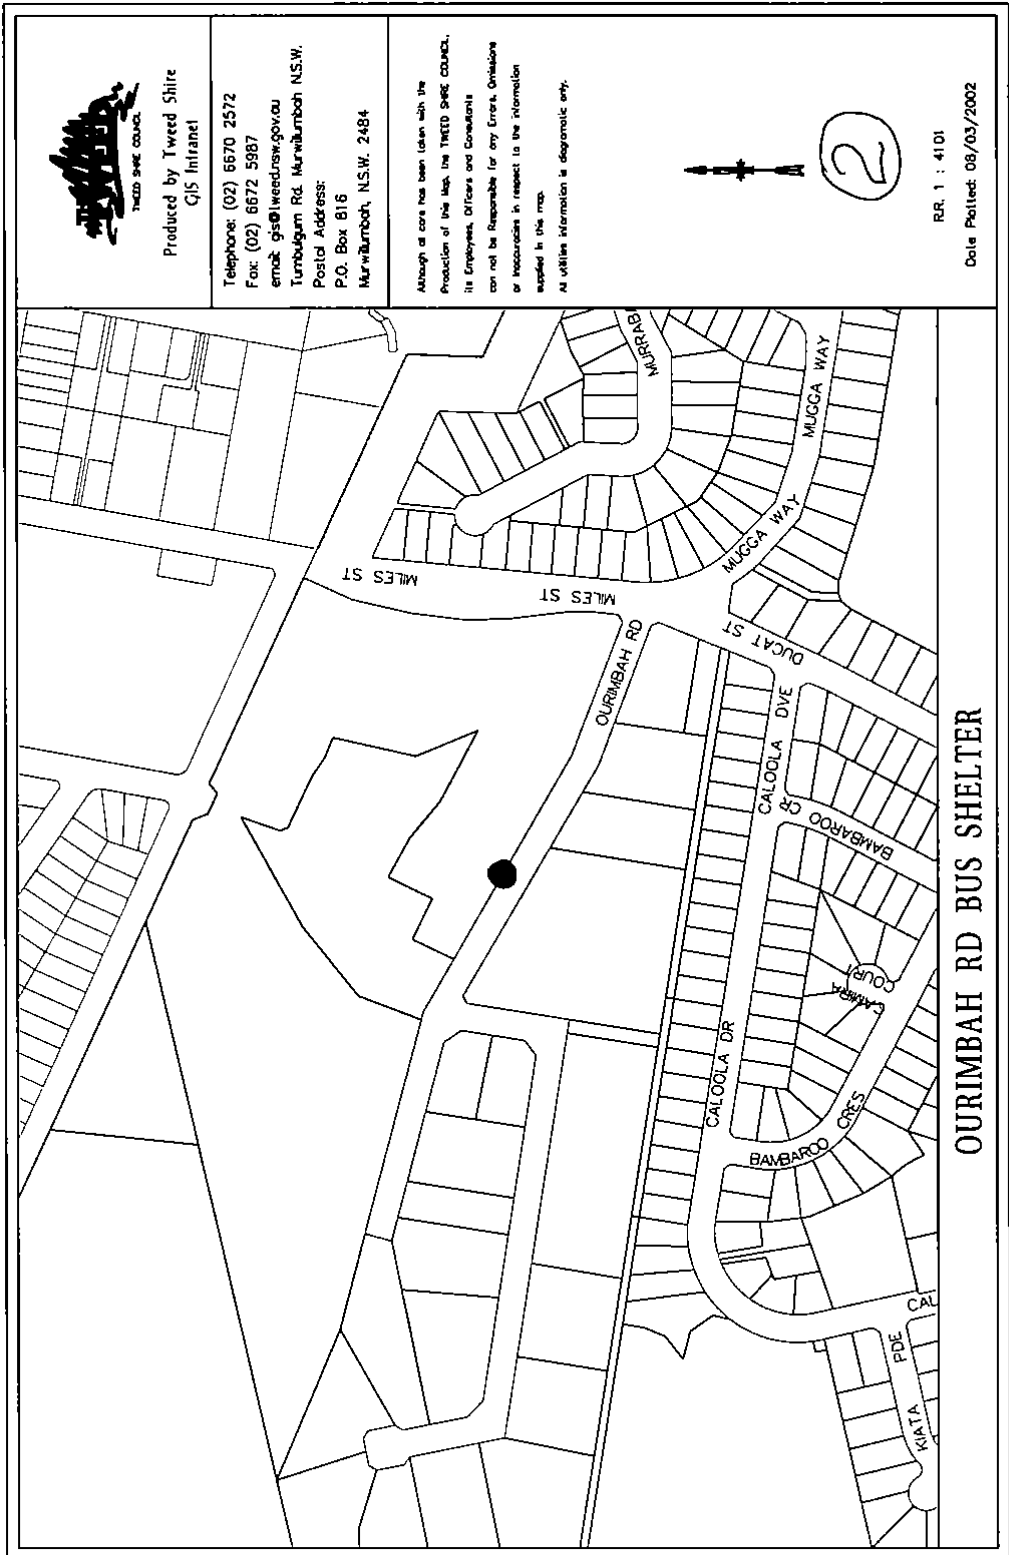 TWEED SHIRE COUNCIL
Produced by Tweed Shire
GIS Intranet
Telephone: (02) 6670 2572
Fax: (02) 6672 5987
email: gis@tweed.nsw.gov.au
Tumbulgum Rd. Murwillumbah N.S.W.
Postal Address:
P.O. Box 816
Murwillumbah, N.S.W. 2484
Although all care has been taken with the
Production of this Map, the TWEED SHIRE COUNCIL,
its Employees, Officers and Consultants
can not be Responsible for any Errors, Omissions
or Inaccuracies in respect to the information
supplied in this map.
All utilities information is diagramatic only.
2
R.R. 1 : 4101
Date Plotted: 08/03/2002
MURRABI
MUGGA WAY
MUGGA WAY
MILES ST
MILES ST
OURIMBAH RD
DUCAT ST
CALOOLA DVE
BAMBAROO CR
CAMIRA
COURT
CALOOLA DR
BAMBAROO CRES
CAL
KIATA PDE
OURIMBAH RD BUS SHELTER